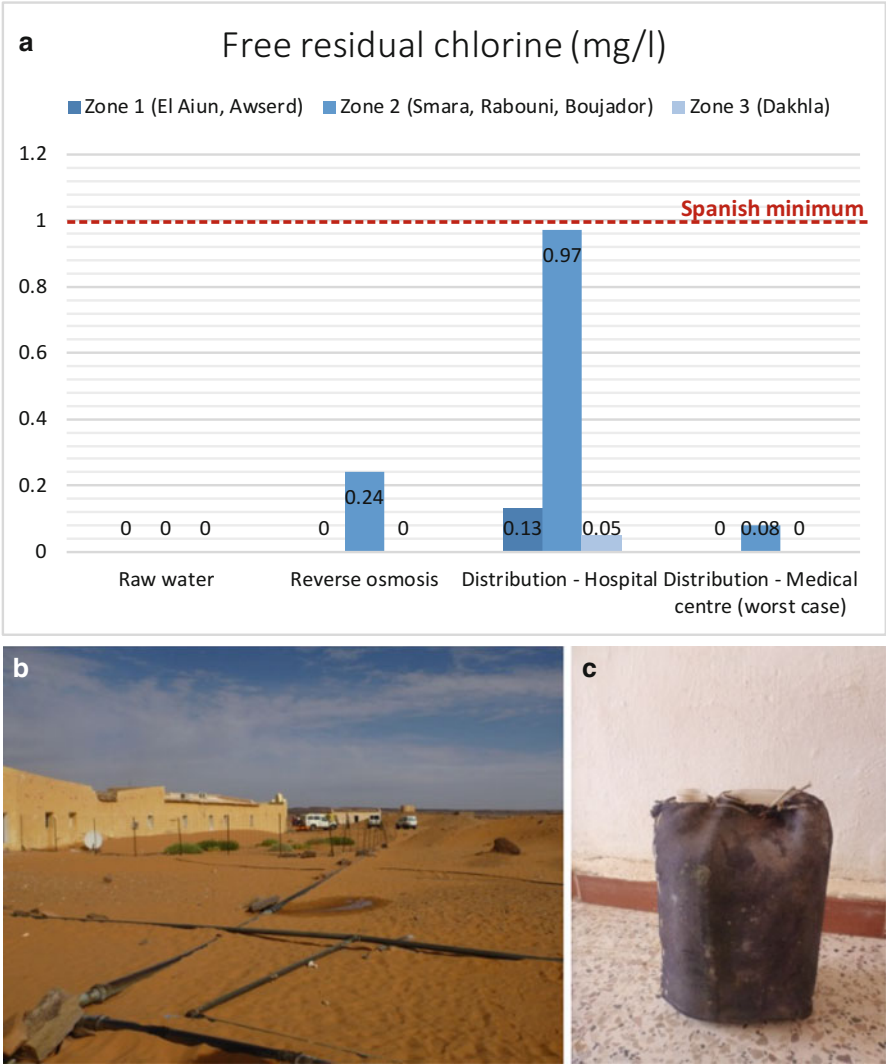 a
Free residual chlorine (mg/l)
Zone 1 (El Aiun, Awserd) Zone 2 (Smara, Rabouni, Boujador) Zone 3 (Dakhla)
1.2
Spanish minimum
1
0.97
0.8
0.6
0.4
0.24
0.2
0 0 0 0 0 0.13 0.05 0 0.08 0
0
Raw water Reverse osmosis Distribution - Hospital Distribution - Medical
centre (worst case)
b c